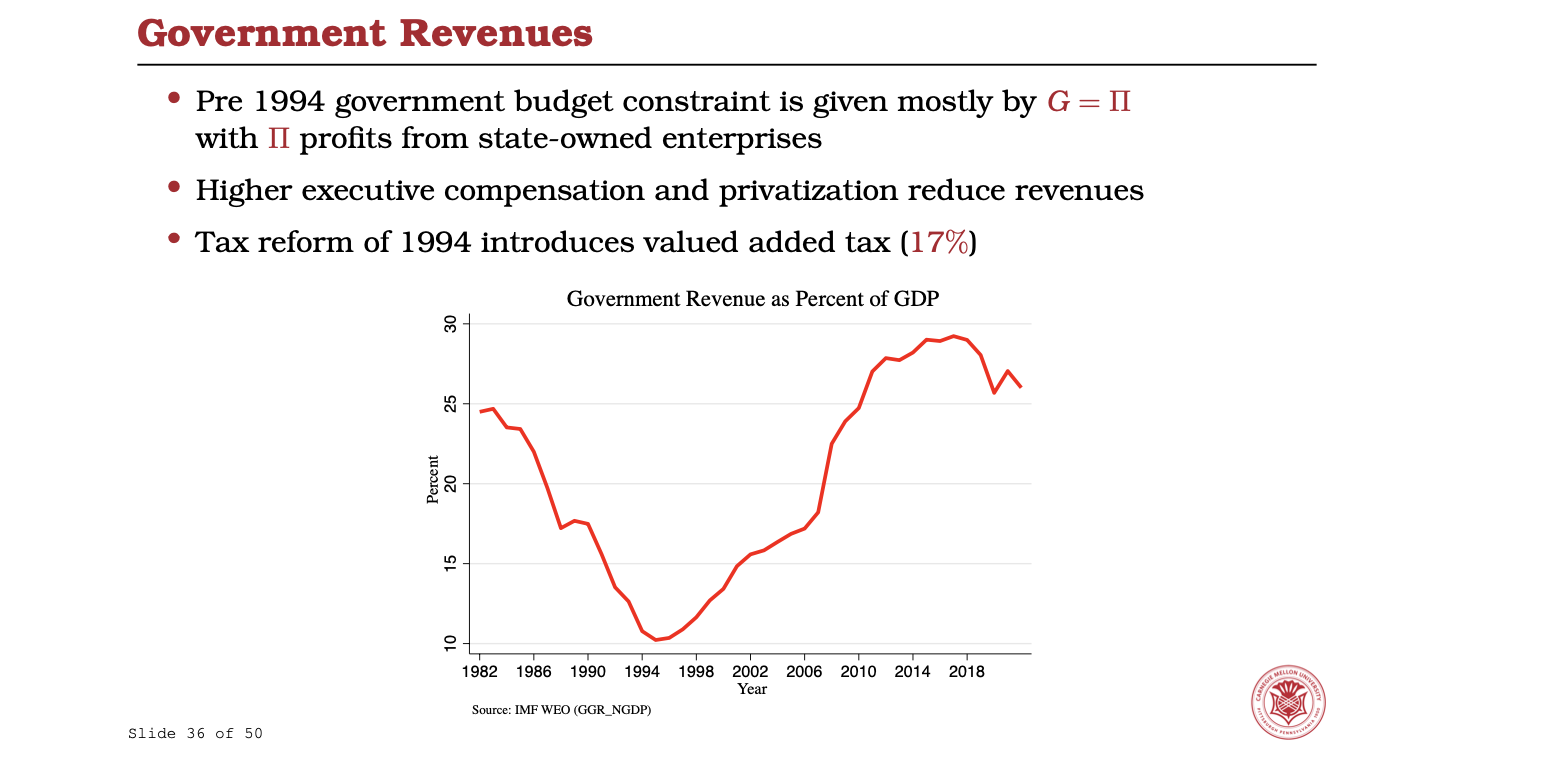 Government Revenues
Pre 1994 government budget constraint is given mostly by G = Π
with Π profits from state-owned enterprises
Higher executive compensation and privatization reduce revenues
Tax reform of 1994 introduces valued added tax (17%)
Government Revenue as Percent of GDP
30
25
20
15
10
Percent
1982 1986 1990 1994 1998 2002 2006 2010 2014 2018
Year
Source: IMF WEO (GGR_NGDP)
CARNEGIE MELLON UNIVERSITY
PITTSBURGH PENNSYLVANIA
Slide 36 of 50